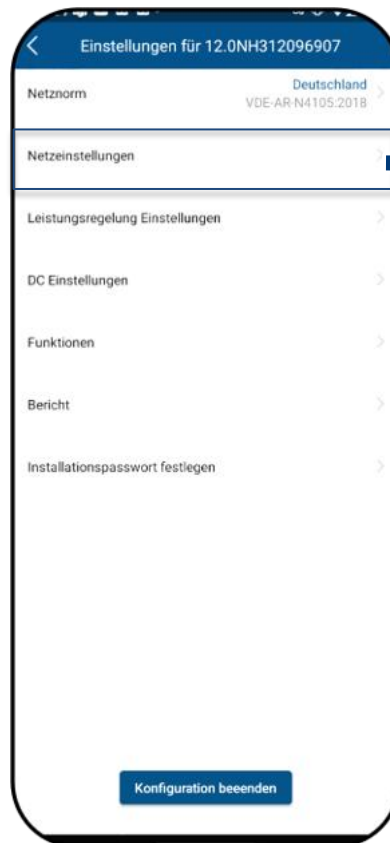 Einstellungen für 12.0NH312096907
Netznorm
Deutschland
VDE-AR-N4105:2018
Netzeinstellungen
Leistungsregelung Einstellungen
DC Einstellungen
Funktionen
Bericht
Installationspasswort festlegen
Konfiguration beeenden